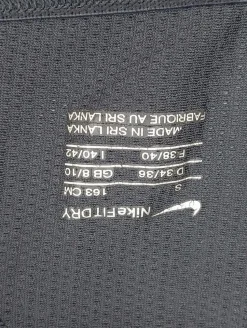 NIKE FIT DRY
S 163 CM
D 34/36 GB 8/10
F 38/40 I 40/42
MADE IN SRI LANKA
FABRIQUE AU SRI LANKA